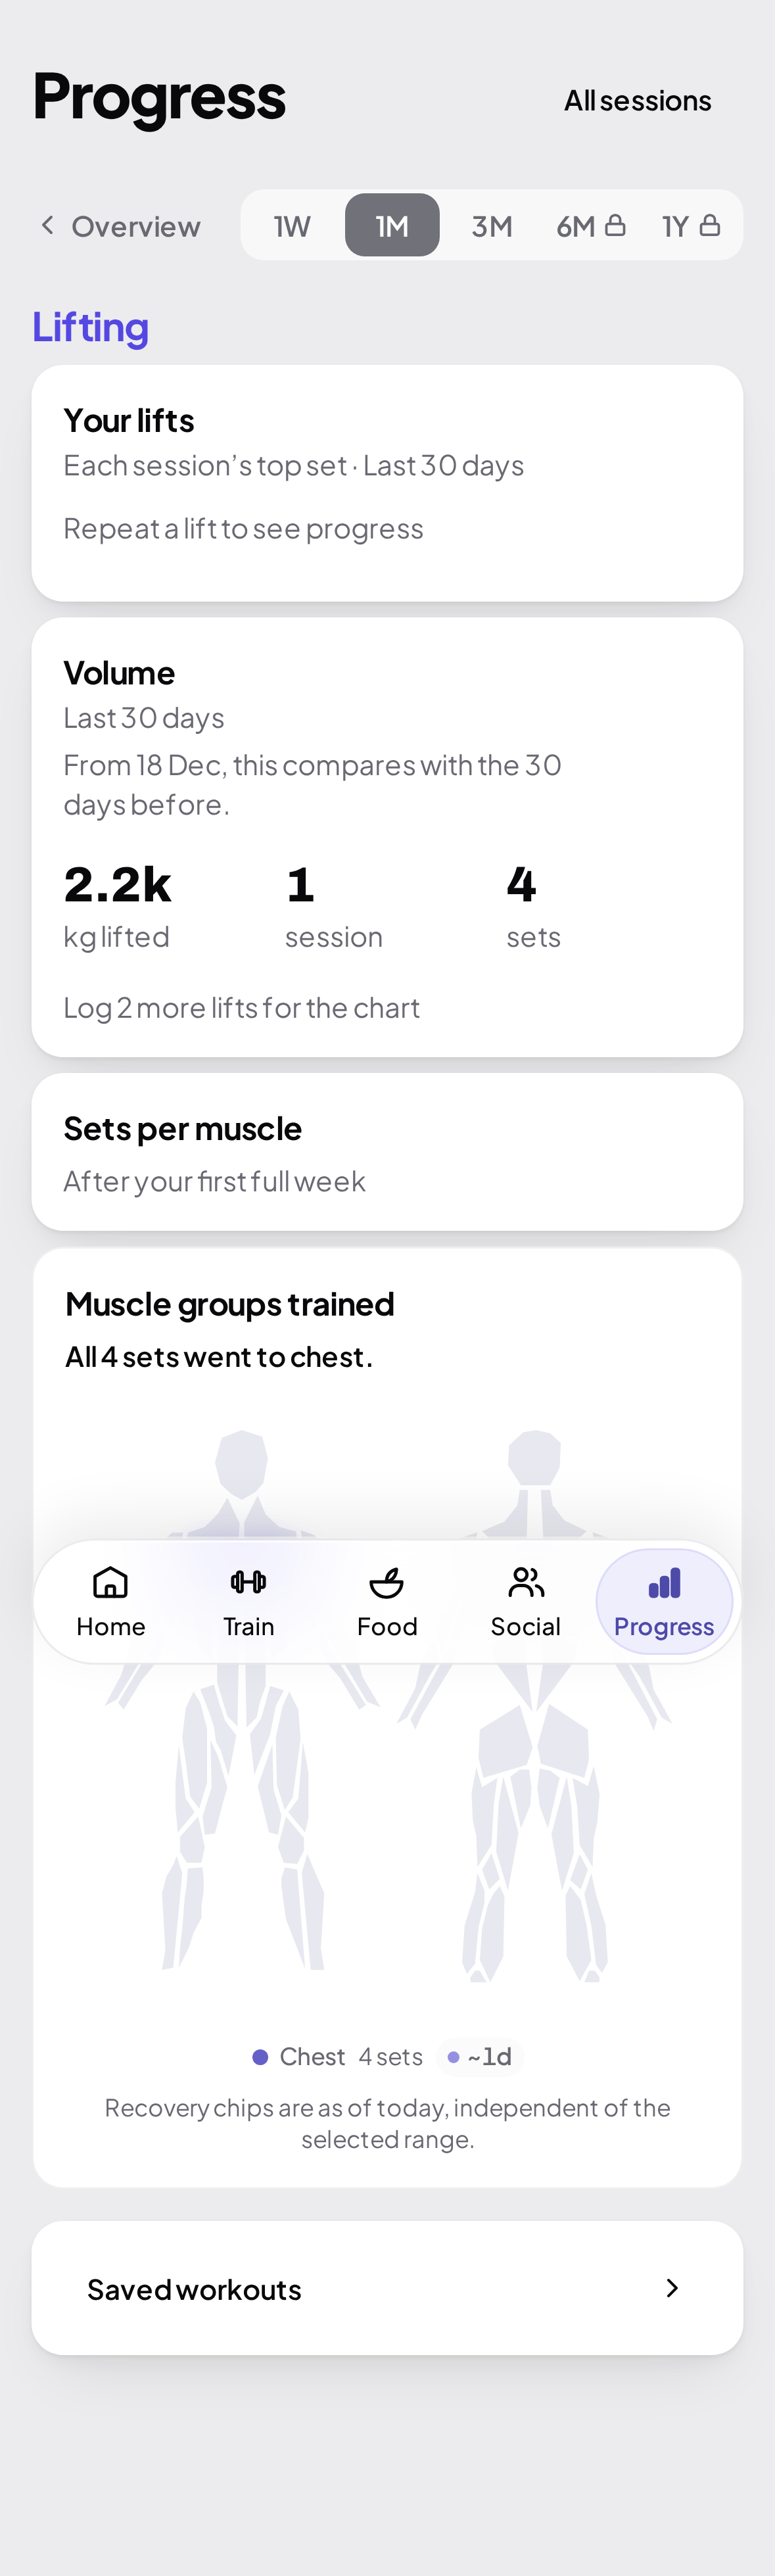 Progress
All sessions
Overview
1W
1M
3M
6M
1Y
Lifting
Your lifts
Each session’s top set · Last 30 days
Repeat a lift to see progress
Volume
Last 30 days
From 18 Dec, this compares with the 30
days before.
2.2k
1
4
kg lifted
session
sets
Log 2 more lifts for the chart
Sets per muscle
After your first full week
Muscle groups trained
All 4 sets went to chest.
Home
Train
Food
Social
Progress
Chest 4 sets ~1d
Recovery chips are as of today, independent of the
selected range.
Saved workouts